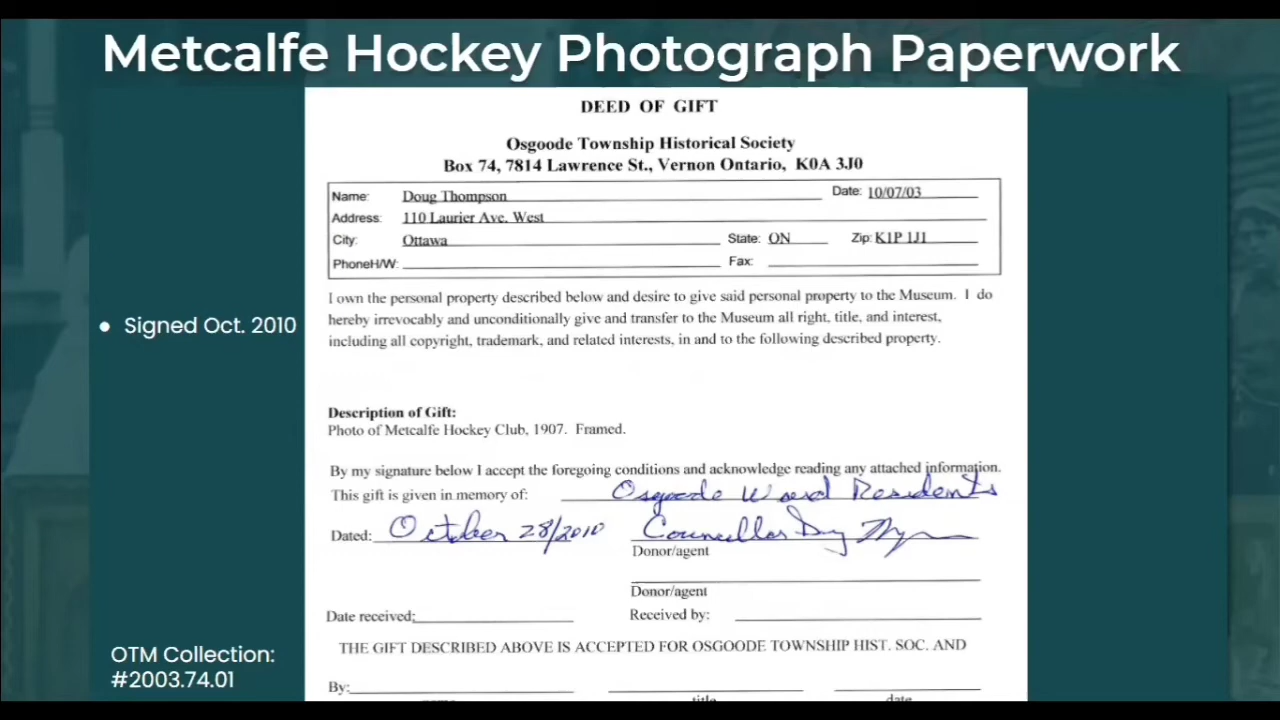 Metcalfe Hockey Photograph Paperwork
DEED OF GIFT
Osgoode Township Historical Society
Box 74, 7814 Lawrence St., Vernon Ontario, K0A 3J0
Name: Doug Thompson Date: 10/07/03
Address: 110 Laurier Ave. West
City: Ottawa State: ON Zip: K1P 1J1
PhoneH/W: Fax:
I own the personal property described below and desire to give said personal property to the Museum. I do
hereby irrevocably and unconditionally give and transfer to the Museum all right, title, and interest,
including all copyright, trademark, and related interests, in and to the following described property.
• Signed Oct. 2010
Description of Gift:
Photo of Metcalfe Hockey Club, 1907. Framed.
By my signature below I accept the foregoing conditions and acknowledge reading any attached information.
This gift is given in memory of: Osgoode Ward Residents
Dated: October 28/2010 Councillor Doug Thompson
Donor/agent
Donor/agent
Date received: Received by:
THE GIFT DESCRIBED ABOVE IS ACCEPTED FOR OSGOODE TOWNSHIP HIST. SOC. AND
By:
title date
OTM Collection:
#2003.74.01